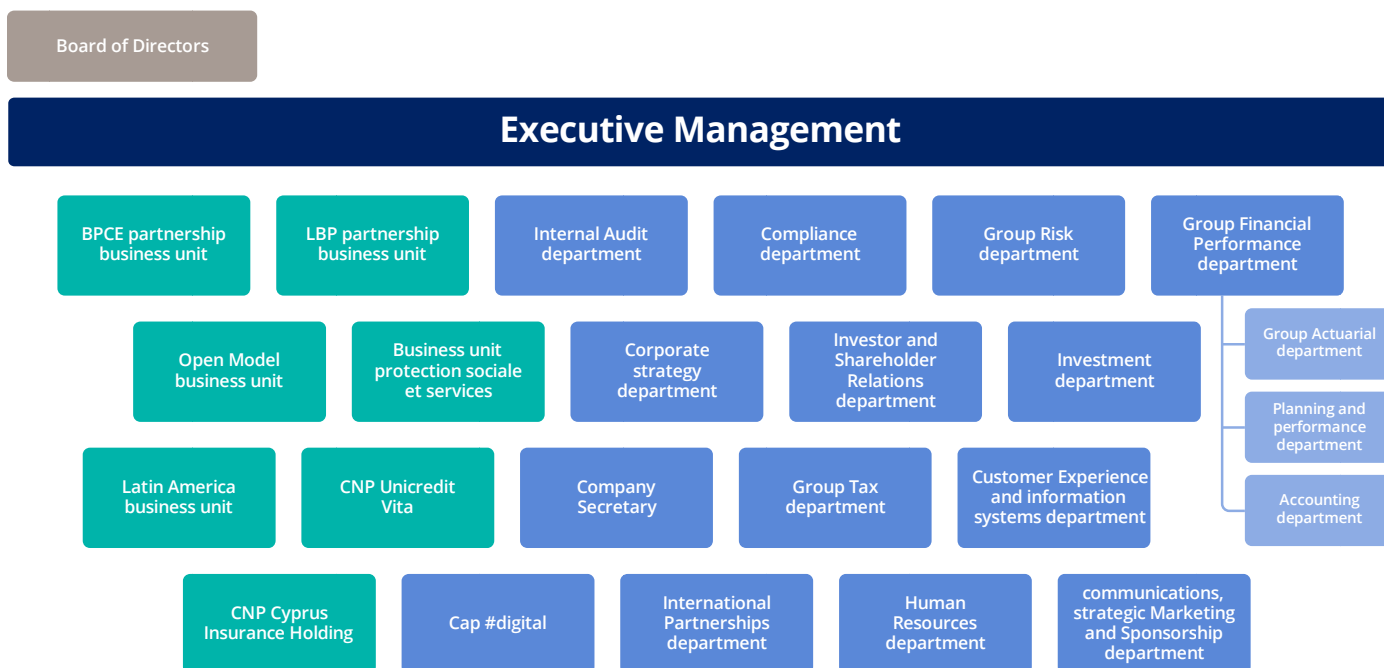 Board of Directors
Executive Management
BPCE partnership
business unit
LBP partnership
business unit
Internal Audit
department
Compliance
department
Group Risk
department
Group Financial
Performance
department
Group Actuarial
department
Planning and
performance
department
Accounting
department
Open Model
business unit
Business unit
protection sociale
et services
Corporate
strategy
department
Investor and
Shareholder
Relations
department
Investment
department
Latin America
business unit
CNP Unicredit
Vita
Company
Secretary
Group Tax
department
Customer Experience
and information
systems department
CNP Cyprus
Insurance Holding
Cap #digital
International
Partnerships
department
Human
Resources
department
communications,
strategic Marketing
and Sponsorship
department